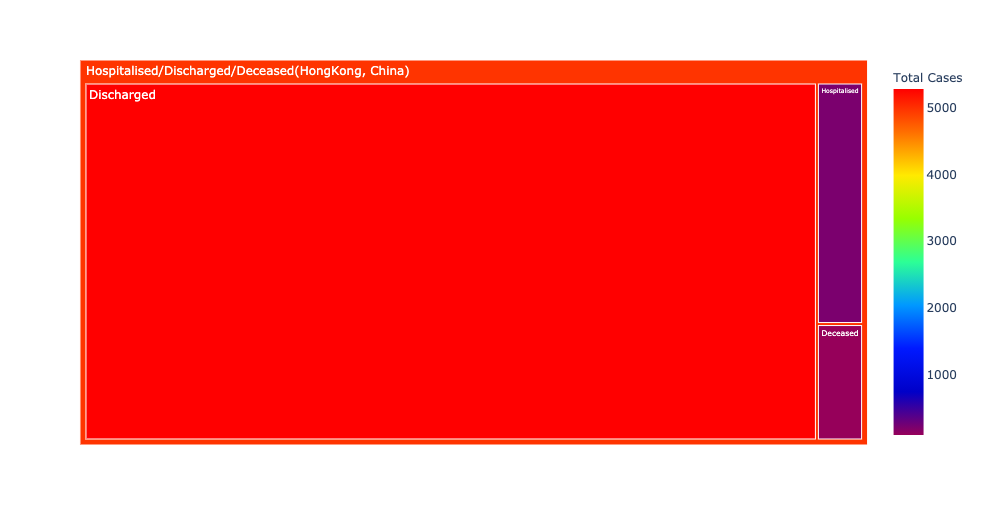 Hospitalised/Discharged/Deceased(HongKong, China)
Discharged
Hospitalised
Deceased
Total Cases
5000
4000
3000
2000
1000